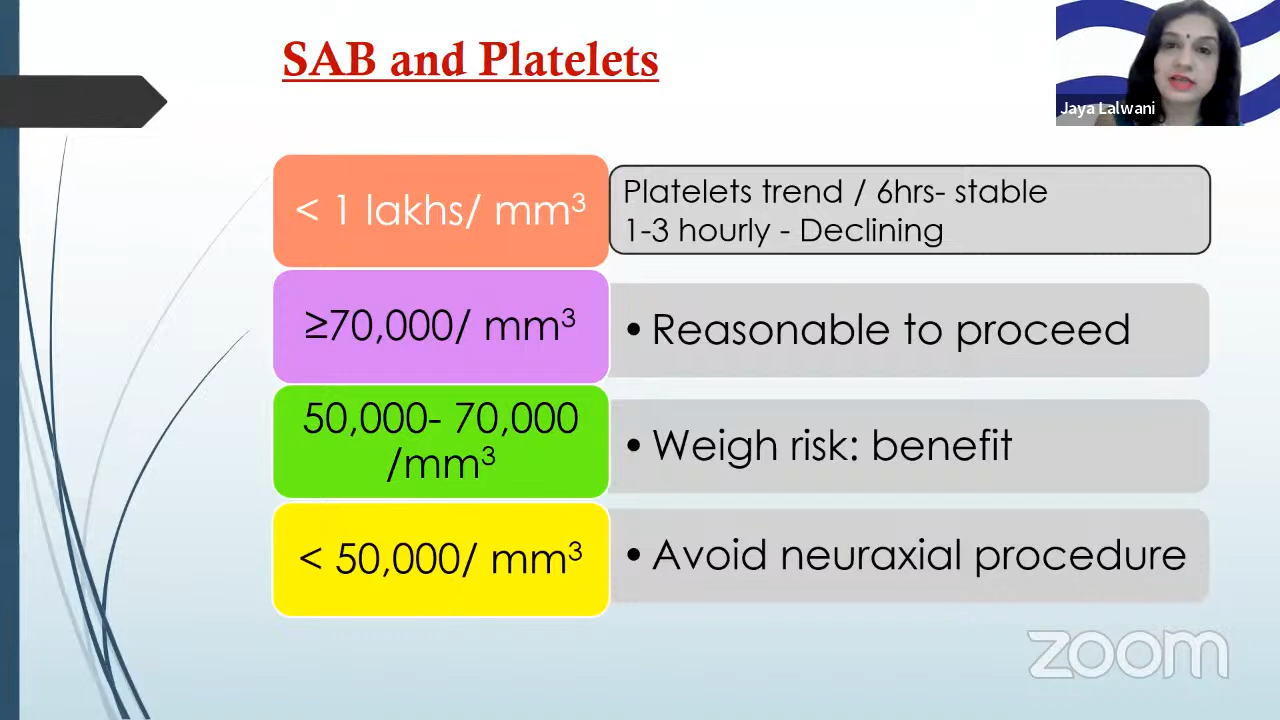 SAB and Platelets
Jaya Lalwani
< 1 lakhs/ mm³
Platelets trend / 6hrs- stable
1-3 hourly - Declining
≥70,000/ mm³
• Reasonable to proceed
50,000- 70,000
/mm³
• Weigh risk: benefit
< 50,000/ mm³
• Avoid neuraxial procedure
zoom